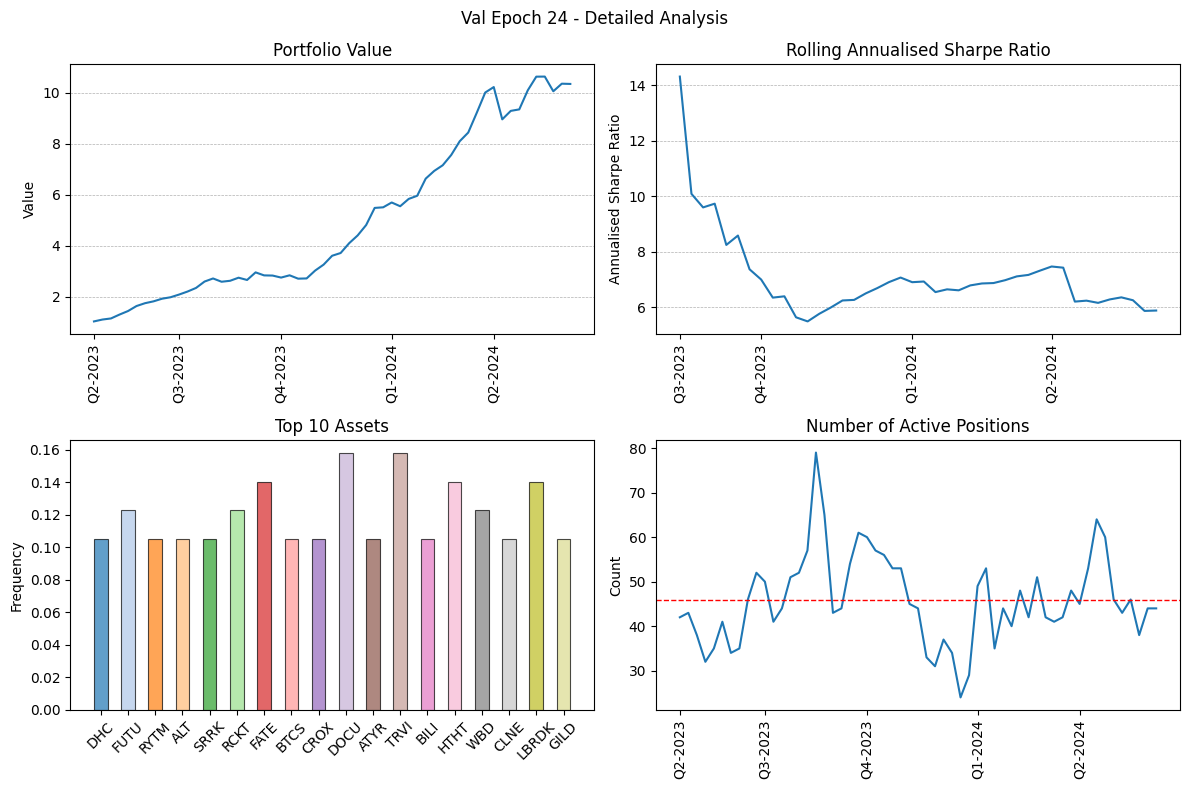 Val Epoch 24 - Detailed Analysis
Portfolio Value
Value
10
8
6
4
2
Q2-2023
Q3-2023
Q4-2023
Q1-2024
Q2-2024
Rolling Annualised Sharpe Ratio
Annualised Sharpe Ratio
14
12
10
8
6
Q3-2023
Q4-2023
Q1-2024
Q2-2024
Top 10 Assets
Frequency
0.16
0.14
0.12
0.10
0.08
0.06
0.04
0.02
0.00
DHC
FUTU
RYTM
ALT
SRRK
RCKT
FATE
BTCS
CROX
DOCU
ATYR
TRVI
BILI
HTHT
WBD
CLNE
LBRDK
GILD
Number of Active Positions
Count
80
70
60
50
40
30
Q2-2023
Q3-2023
Q4-2023
Q1-2024
Q2-2024